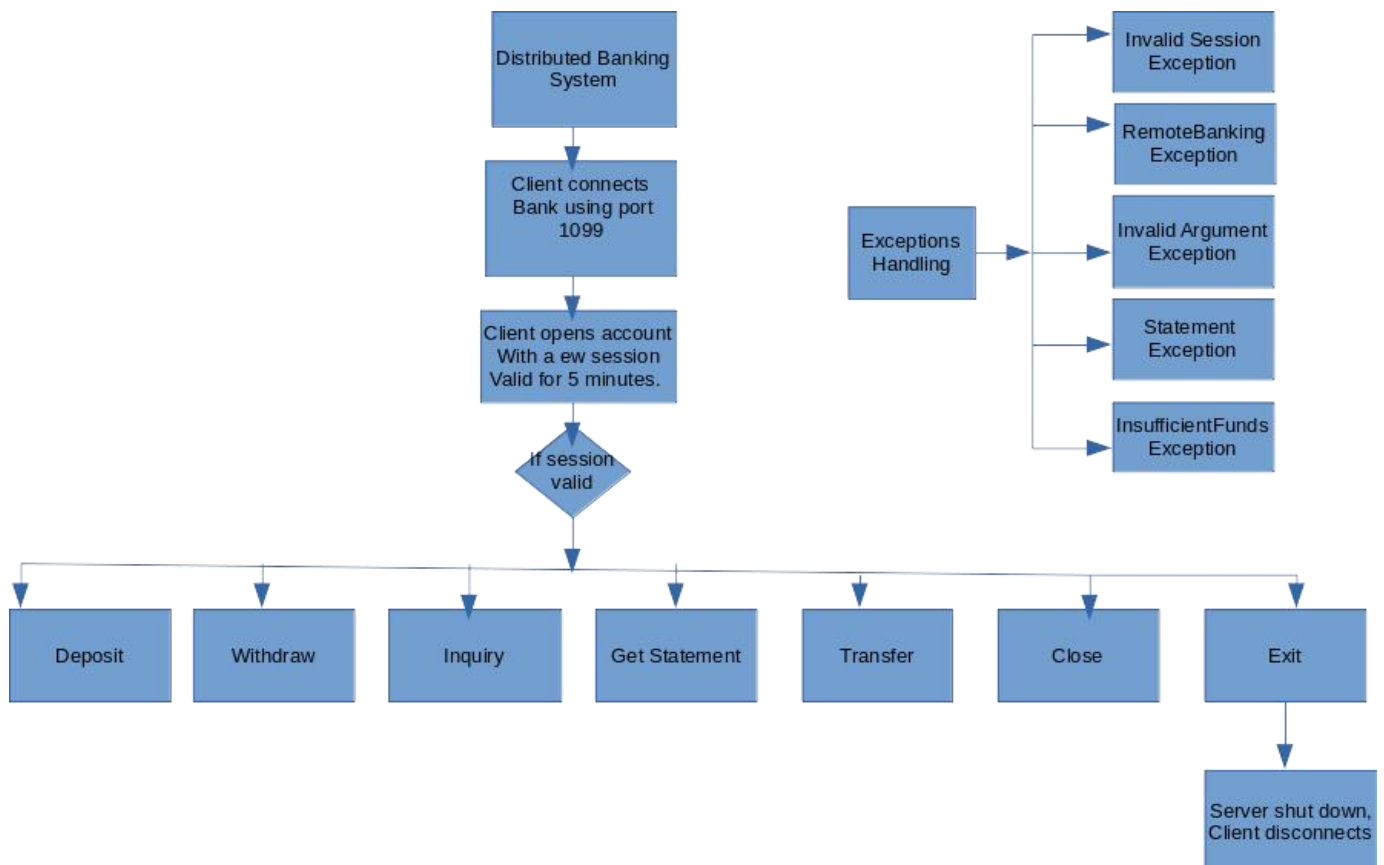 Distributed Banking
System
Client connects
Bank using port
1099
Client opens account
With a ew session
Valid for 5 minutes.
If session
valid
Deposit
Withdraw
Inquiry
Get Statement
Transfer
Close
Exit
Server shut down,
Client disconnects
Exceptions
Handling
Invalid Session
Exception
RemoteBanking
Exception
Invalid Argument
Exception
Statement
Exception
InsufficientFunds
Exception